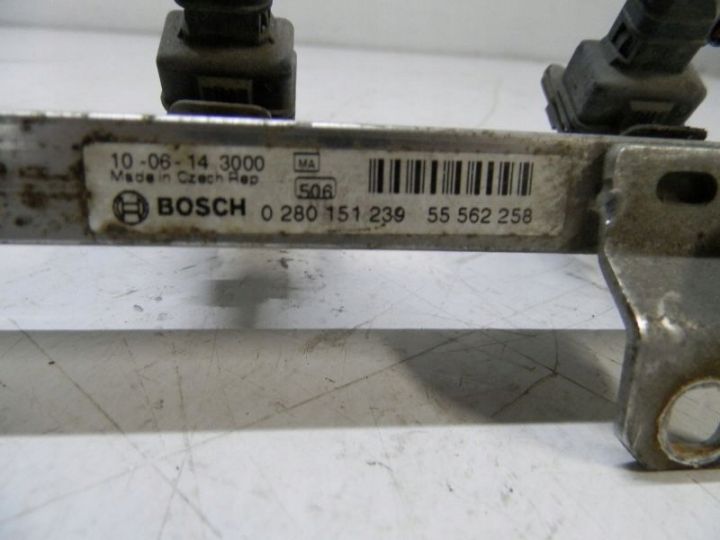 10-06-14 3000 MA
Made in Czech Rep 506
BOSCH 0 280 151 239 55 562 258